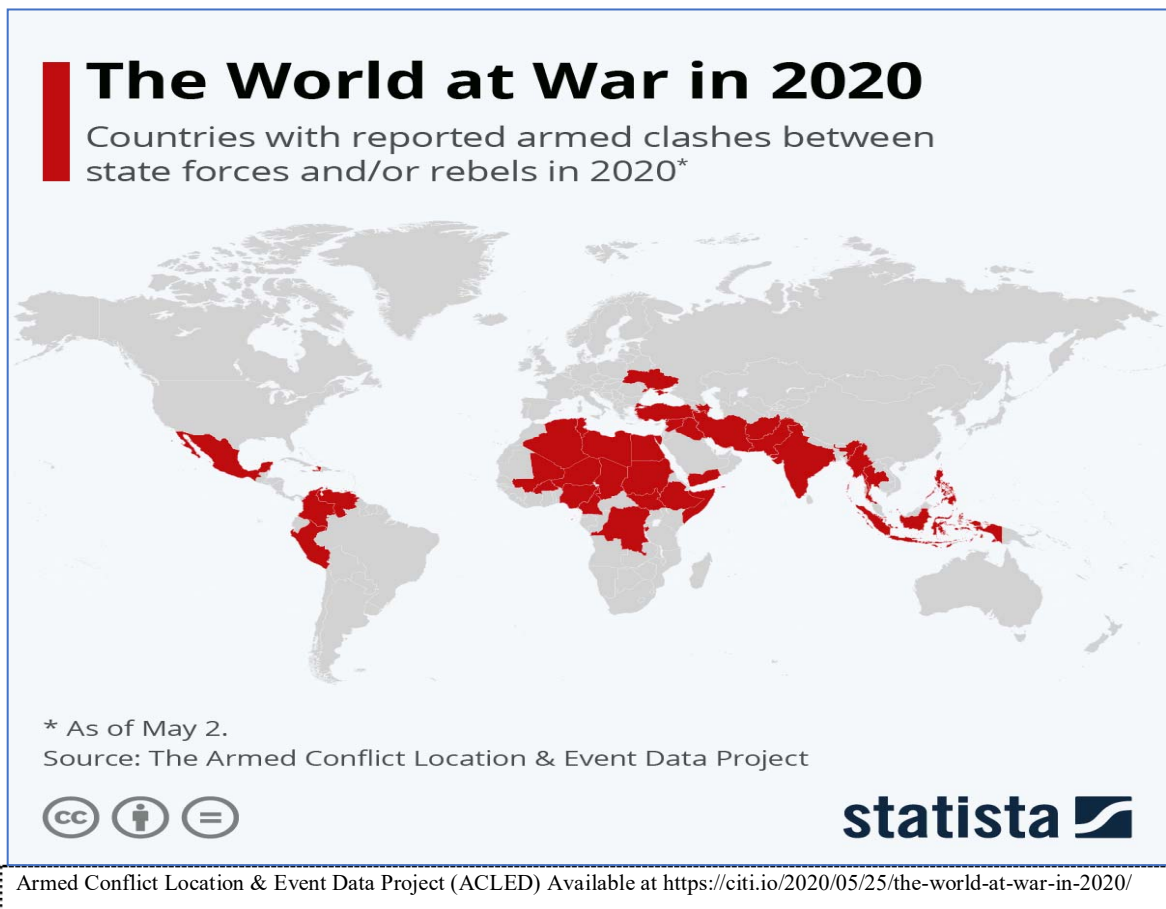 The World at War in 2020
Countries with reported armed clashes between
state forces and/or rebels in 2020*
* As of May 2.
Source: The Armed Conflict Location & Event Data Project
cc
statista
Armed Conflict Location & Event Data Project (ACLED) Available at https://citi.io/2020/05/25/the-world-at-war-in-2020/